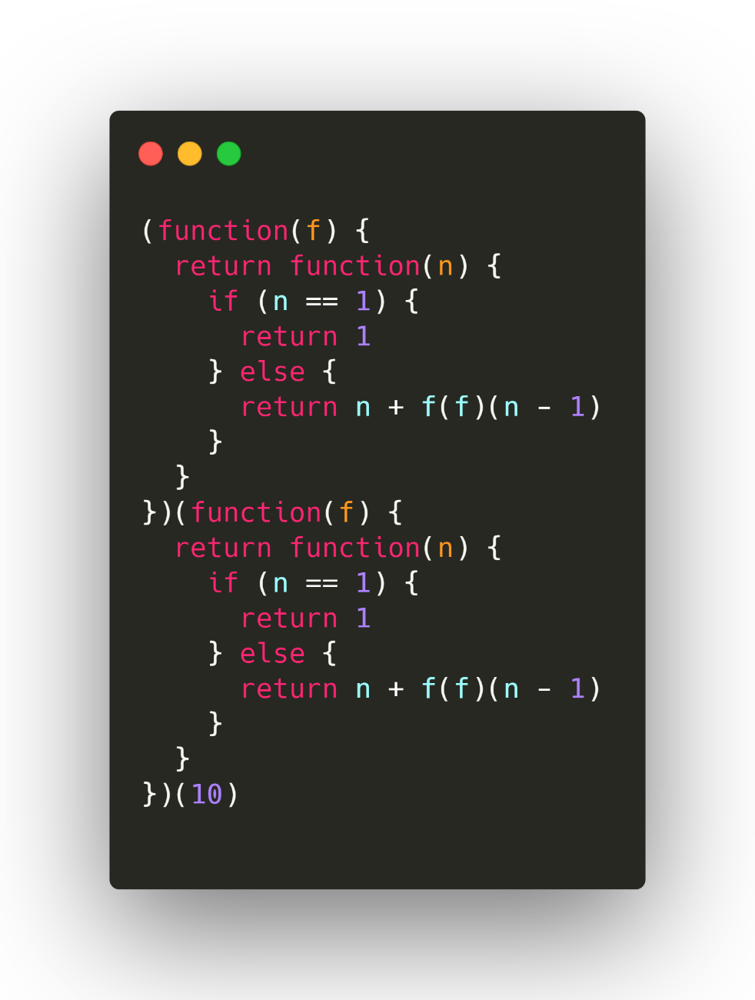 (function(f) {
  return function(n) {
    if (n == 1) {
      return 1
    } else {
      return n + f(f)(n - 1)
    }
  }
})(function(f) {
  return function(n) {
    if (n == 1) {
      return 1
    } else {
      return n + f(f)(n - 1)
    }
  }
})(10)